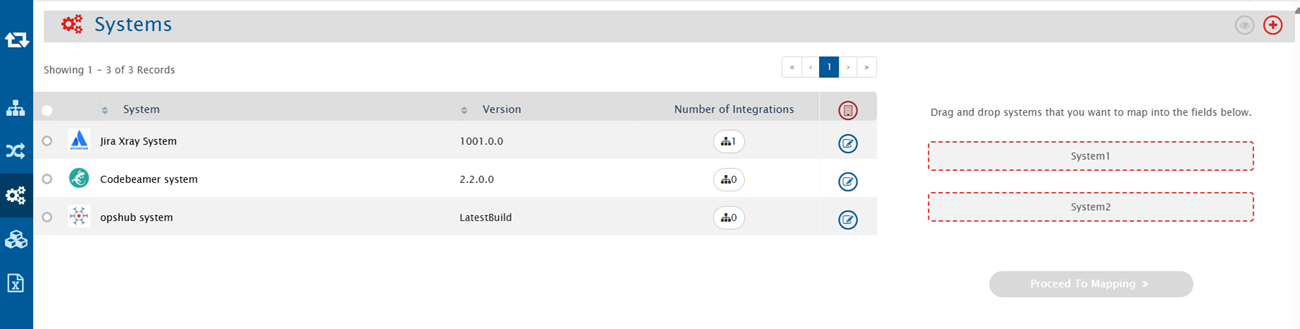 Systems
Showing 1 – 3 of 3 Records
« ‹ 1 › »
System Version Number of Integrations
Jira Xray System 1001.0.0 1
Codebeamer system 2.2.0.0 0
opshub system LatestBuild 0
Drag and drop systems that you want to map into the fields below.
System1
System2
Proceed To Mapping »